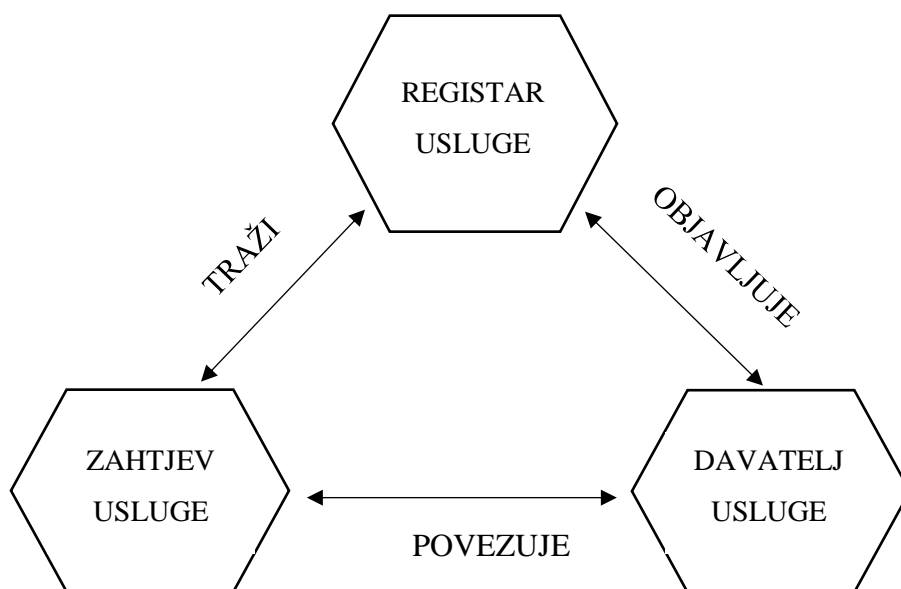 REGISTAR
USLUGE
TRAŽI
OBJAVLJUJE
ZAHTJEV
USLUGE
DAVATELJ
USLUGE
POVEZUJE